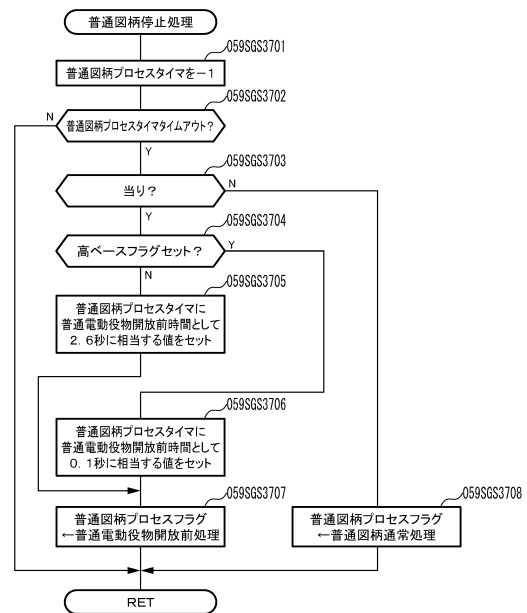 普通図柄停止処理
059SGS3701
普通図柄プロセスタイマを－1
059SGS3702
N
普通図柄プロセスタイマタイムアウト？
Y
059SGS3703
当り？
N
Y
059SGS3704
高ベースフラグセット？
Y
N
059SGS3705
普通図柄プロセスタイマに
普通電動役物開放前時間として
2．6秒に相当する値をセット
059SGS3706
普通図柄プロセスタイマに
普通電動役物開放前時間として
0．1秒に相当する値をセット
059SGS3707
普通図柄プロセスフラグ
←普通電動役物開放前処理
059SGS3708
普通図柄プロセスフラグ
←普通図柄通常処理
RET